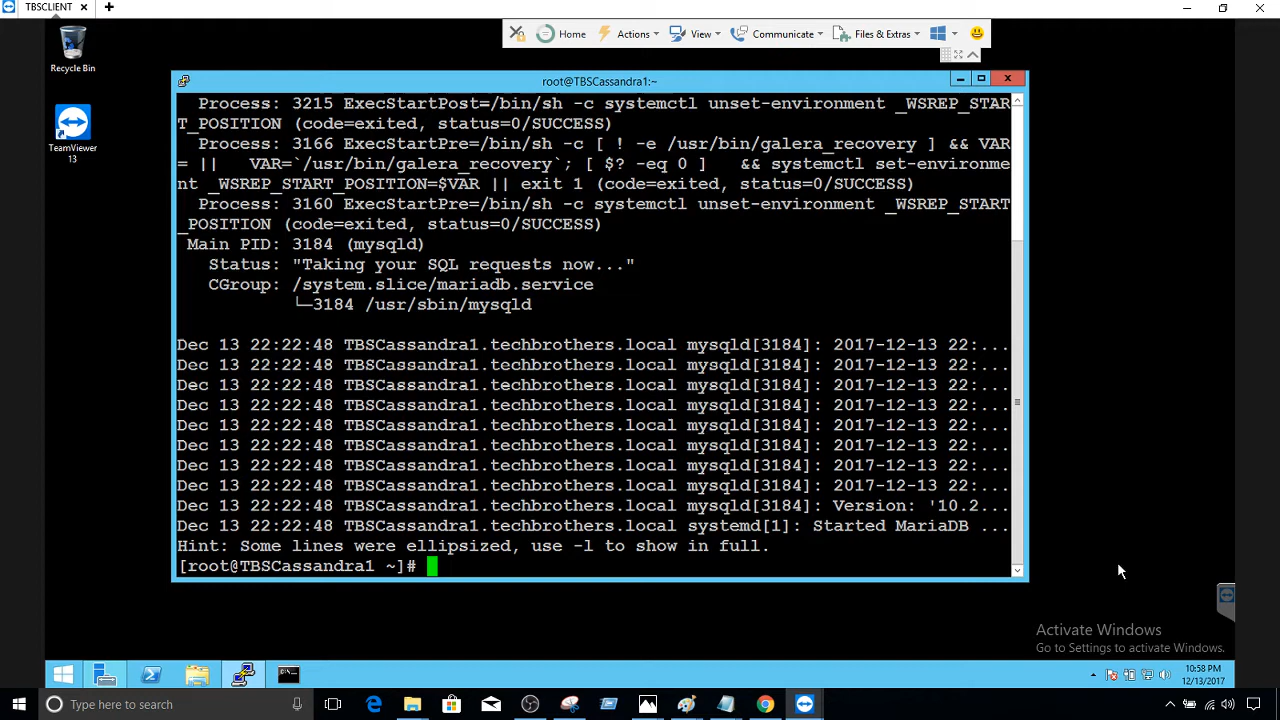 TBSCLIENT
Home
Actions
View
Communicate
Files & Extras
Recycle Bin
TeamViewer
13
root@TBSCassandra1:~
Process: 3215 ExecStartPost=/bin/sh -c systemctl unset-environment _WSREP_STAR
T_POSITION (code=exited, status=0/SUCCESS)
Process: 3166 ExecStartPre=/bin/sh -c [ ! -e /usr/bin/galera_recovery ] && VAR
= ||   VAR=`/usr/bin/galera_recovery`; [ $? -eq 0 ]   && systemctl set-environme
nt _WSREP_START_POSITION=$VAR || exit 1 (code=exited, status=0/SUCCESS)
Process: 3160 ExecStartPre=/bin/sh -c systemctl unset-environment _WSREP_START
_POSITION (code=exited, status=0/SUCCESS)
Main PID: 3184 (mysqld)
Status: "Taking your SQL requests now..."
CGroup: /system.slice/mariadb.service
└─3184 /usr/sbin/mysqld
Dec 13 22:22:48 TBSCassandra1.techbrothers.local mysqld[3184]: 2017-12-13 22:...
Dec 13 22:22:48 TBSCassandra1.techbrothers.local mysqld[3184]: 2017-12-13 22:...
Dec 13 22:22:48 TBSCassandra1.techbrothers.local mysqld[3184]: 2017-12-13 22:...
Dec 13 22:22:48 TBSCassandra1.techbrothers.local mysqld[3184]: 2017-12-13 22:...
Dec 13 22:22:48 TBSCassandra1.techbrothers.local mysqld[3184]: 2017-12-13 22:...
Dec 13 22:22:48 TBSCassandra1.techbrothers.local mysqld[3184]: 2017-12-13 22:...
Dec 13 22:22:48 TBSCassandra1.techbrothers.local mysqld[3184]: 2017-12-13 22:...
Dec 13 22:22:48 TBSCassandra1.techbrothers.local mysqld[3184]: 2017-12-13 22:...
Dec 13 22:22:48 TBSCassandra1.techbrothers.local mysqld[3184]: Version: '10.2...
Dec 13 22:22:48 TBSCassandra1.techbrothers.local systemd[1]: Started MariaDB ...
Hint: Some lines were ellipsized, use -l to show in full.
[root@TBSCassandra1 ~]#
Activate Windows
Go to Settings to activate Windows.
10:58 PM
12/13/2017
Type here to search